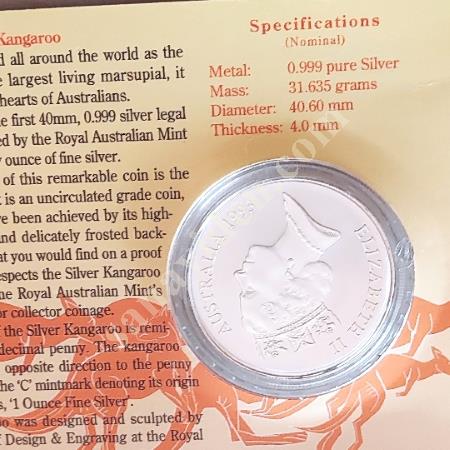 Kangaroo
d all around the world as the
e largest living marsupial, it
hearts of Australians.
e first 40mm, 0.999 silver legal
ed by the Royal Australian Mint
y ounce of fine silver.
of this remarkable coin is the
t is an uncirculated grade coin,
ve been achieved by its high-
and delicately frosted back-
at you would find on a proof
espects the Silver Kangaroo
he Royal Australian Mint's
or collector coinage.
f the Silver Kangaroo is remi-
decimal penny. The kangaroo
opposite direction to the penny
he 'C' mintmark denoting its origin
s, '1 Ounce Fine Silver'.
oo was designed and sculpted by
f Design & Engraving at the Royal
Specifications
(Nominal)
Metal: 0.999 pure Silver
Mass: 31.635 grams
Diameter: 40.60 mm
Thickness: 4.0 mm
ELIZABETH II
AUSTRALIA